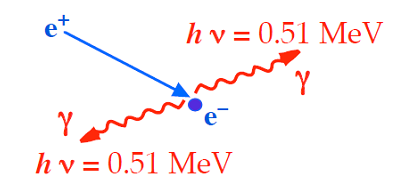 e⁺
h ν = 0.51 MeV
γ
e⁻
γ
h ν = 0.51 MeV